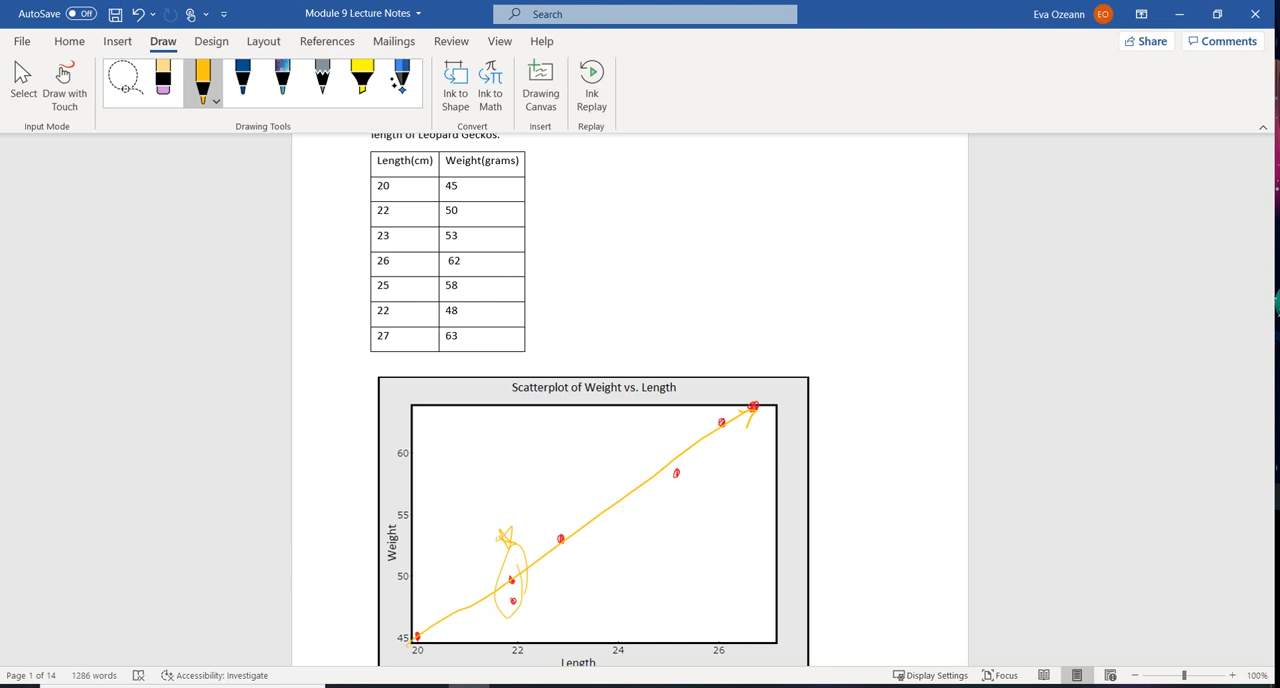 AutoSave Off Module 9 Lecture Notes Search Eva Ozeann EO
File Home Insert Draw Design Layout References Mailings Review View Help Share Comments
Select Draw with Touch Ink to Shape Ink to Math Drawing Canvas Ink Replay
Input Mode Drawing Tools Convert Insert Replay
length of Leopard Geckos.
Length(cm) Weight(grams)
20 45
22 50
23 53
26 62
25 58
22 48
27 63
Scatterplot of Weight vs. Length
60
55
Weight
50
45
20 22 24 26
Length
Page 1 of 14 1286 words Accessibility: Investigate Display Settings Focus 100%